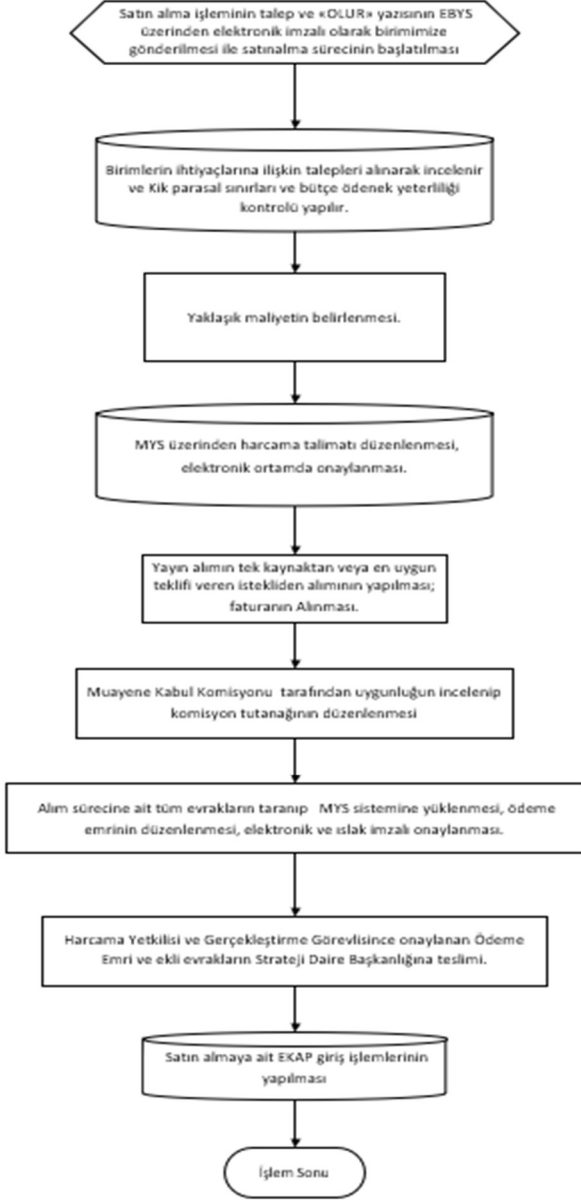 Satın alma işleminin talep ve «OLUR» yazısının EBYS
üzerinden elektronik imzalı olarak birimimize
gönderilmesi ile satınalma sürecinin başlatılması
Birimlerin ihtiyaçlarına ilişkin talepleri alınarak incelenir
ve Kik parasal sınırları ve bütçe ödenek yeterliliği
kontrolü yapılır.
Yaklaşık maliyetin belirlenmesi.
MYS üzerinden harcama talimatı düzenlenmesi,
elektronik ortamda onaylanması.
Yayın alımın tek kaynaktan veya en uygun
teklifi veren istekliden alımının yapılması;
faturanın Alınması.
Muayene Kabul Komisyonu tarafından uygunluğun incelenip
komisyon tutanağının düzenlenmesi
Alım sürecine ait tüm evrakların taranıp MYS sistemine yüklenmesi, ödeme
emrinin düzenlenmesi, elektronik ve ıslak imzalı onaylanması.
Harcama Yetkilisi ve Gerçekleştirme Görevlisince onaylanan Ödeme
Emri ve ekli evrakların Strateji Daire Başkanlığına teslimi.
Satın almaya ait EKAP giriş işlemlerinin
yapılması
İşlem Sonu